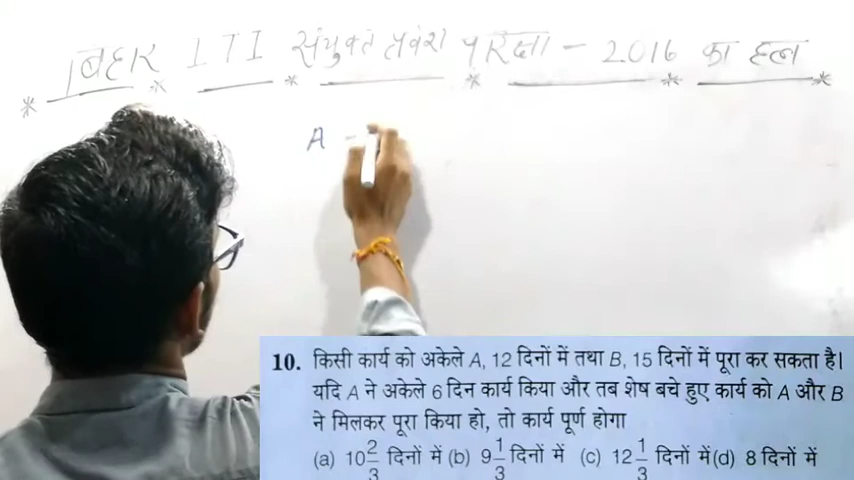 बिहार ITI संयुक्त प्रवेश परिक्षा - 2016 का हल
A -
10. किसी कार्य को अकेले A, 12 दिनों में तथा B, 15 दिनों में पूरा कर सकता है।
यदि A ने अकेले 6 दिन कार्य किया और तब शेष बचे हुए कार्य को A और B
ने मिलकर पूरा किया हो, तो कार्य पूर्ण होगा
(a) 10 2/3 दिनों में (b) 9 1/3 दिनों में (c) 12 1/3 दिनों में (d) 8 दिनों में